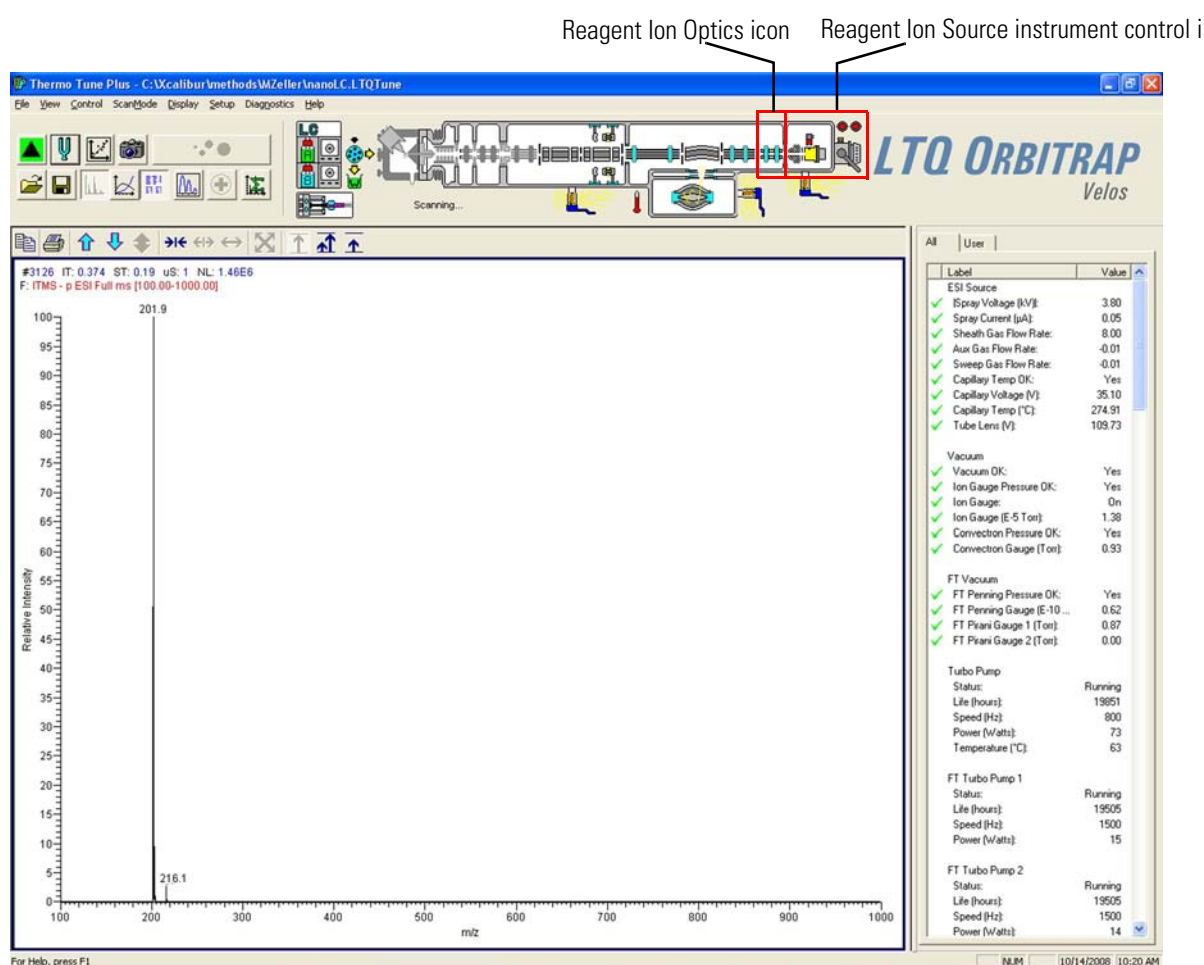 Reagent Ion Optics icon Reagent Ion Source instrument control i
Thermo Tune Plus - C:\Xcalibur\methods\MZeller\nanoLC.LTQTune
File View Control ScanMode Display Setup Diagnostics Help
LC
Scanning...
LTQ ORBITRAP
Velos
#3126 IT: 0.374 ST: 0.19 uS: 1 NL: 1.46E6
F: ITMS - p ESI Full ms [100.00-1000.00]
201.9
216.1
100
95
90
85
80
75
70
65
60
55
50
45
40
35
30
25
20
15
10
5
0
Relative Intensity
100 200 300 400 500 600 700 800 900 1000
m/z
All User
Label Value
ESI Source
|Spray Voltage (kV)|: 3.80
Spray Current (µA): 0.05
Sheath Gas Flow Rate: 8.00
Aux Gas Flow Rate: -0.01
Sweep Gas Flow Rate: -0.01
Capillary Temp OK: Yes
Capillary Voltage (V): 35.10
Capillary Temp (°C): 274.91
Tube Lens (V): 109.73
Vacuum
Vacuum OK: Yes
Ion Gauge Pressure OK: Yes
Ion Gauge: On
Ion Gauge (E-5 Torr): 1.38
Convectron Pressure OK: Yes
Convectron Gauge (Torr): 0.93
FT Vacuum
FT Penning Pressure OK: Yes
FT Penning Gauge (E-10 ... 0.62
FT Pirani Gauge 1 (Torr): 0.87
FT Pirani Gauge 2 (Torr): 0.00
Turbo Pump
Status: Running
Life (hours): 19851
Speed (Hz): 800
Power (Watts): 73
Temperature (°C): 63
FT Turbo Pump 1
Status: Running
Life (hours): 19505
Speed (Hz): 1500
Power (Watts): 15
FT Turbo Pump 2
Status: Running
Life (hours): 19505
Speed (Hz): 1500
Power (Watts): 14
For Help, press F1
NUM 10/14/2008 10:20 AM